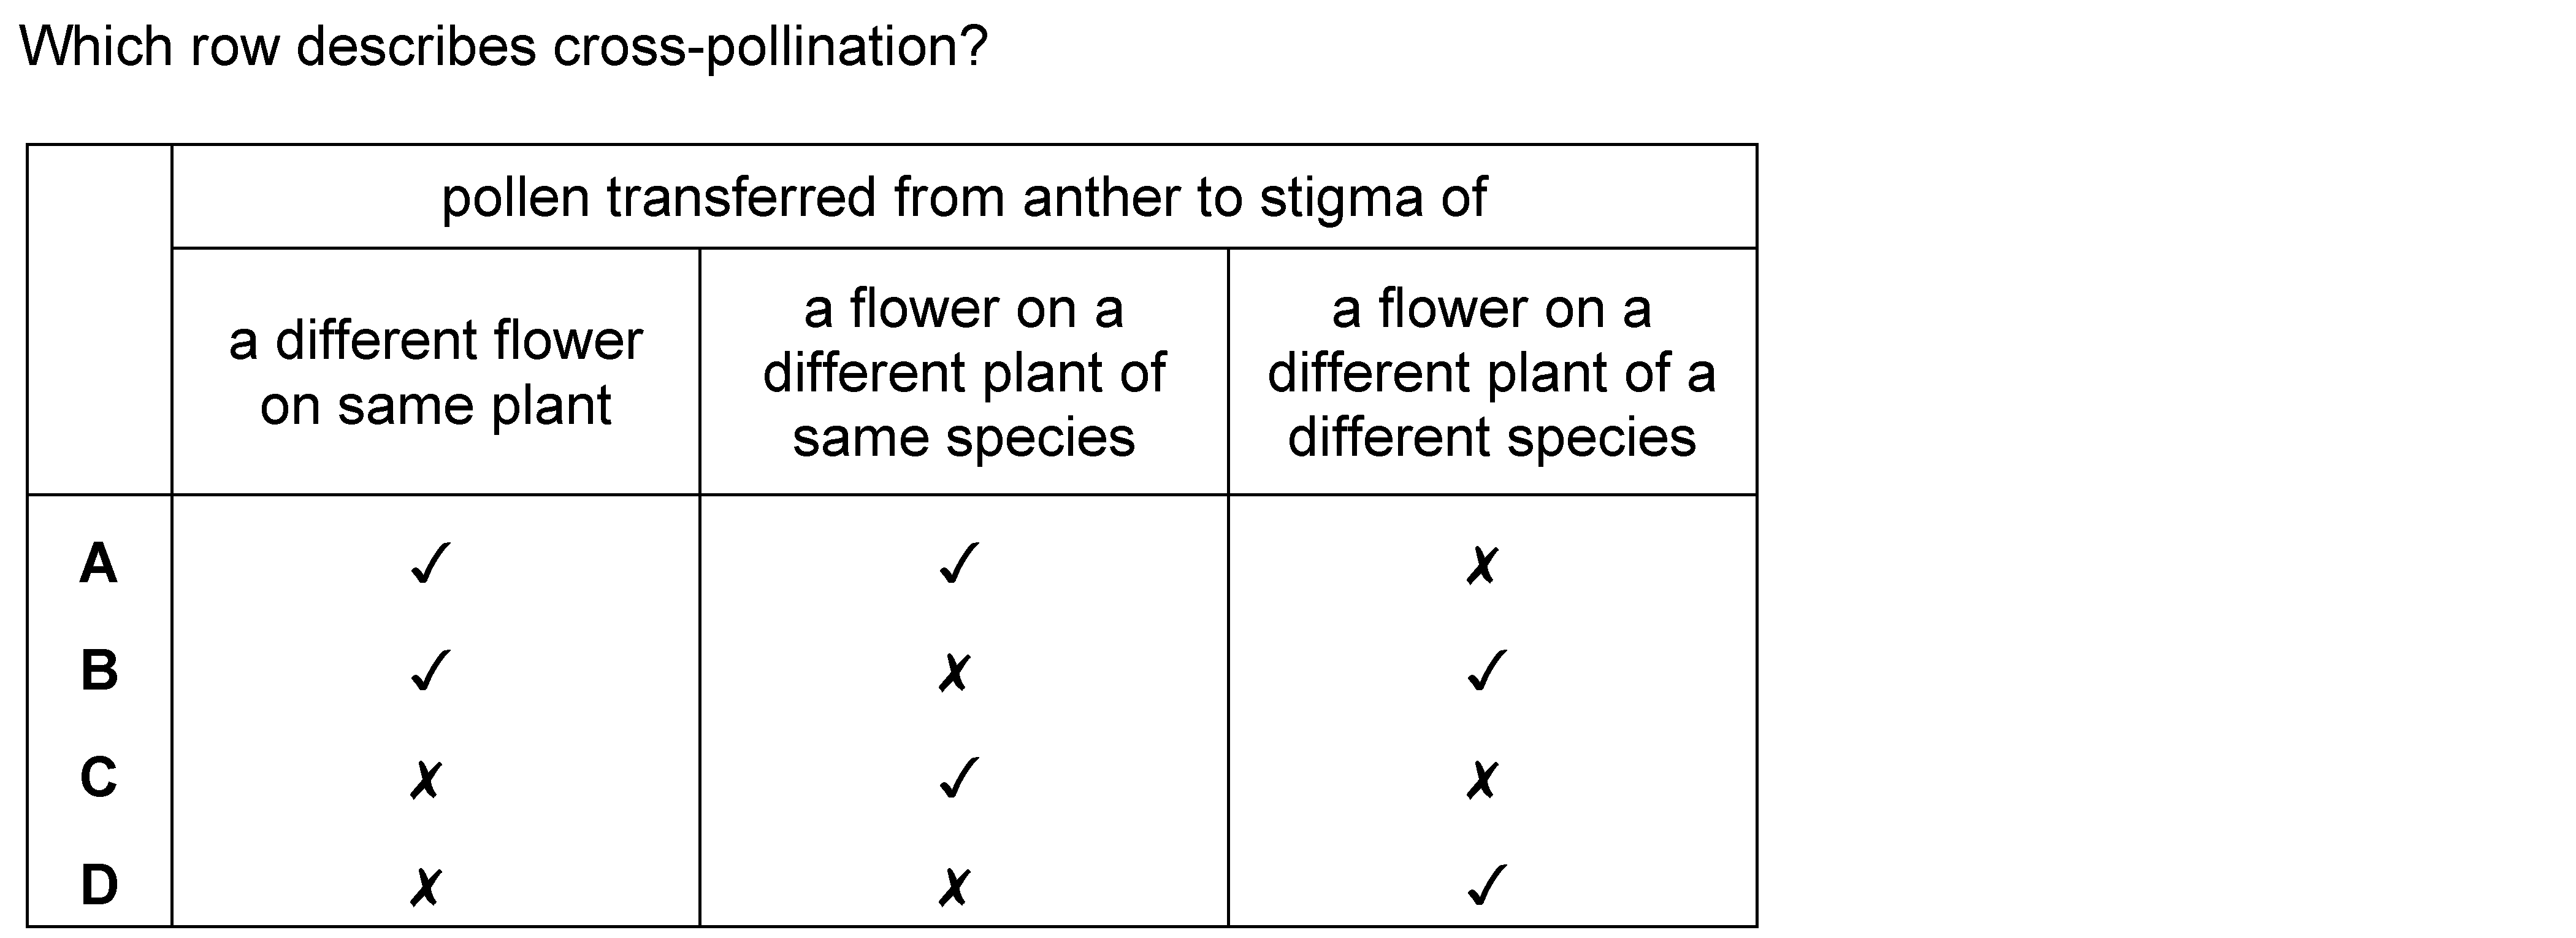 Which row describes cross-pollination?
pollen transferred from anther to stigma of
a different flower
on same plant
a flower on a
different plant of
same species
a flower on a
different plant of a
different species
A ✓ ✓ ✗
B ✓ ✗ ✓
C ✗ ✓ ✗
D ✗ ✗ ✓